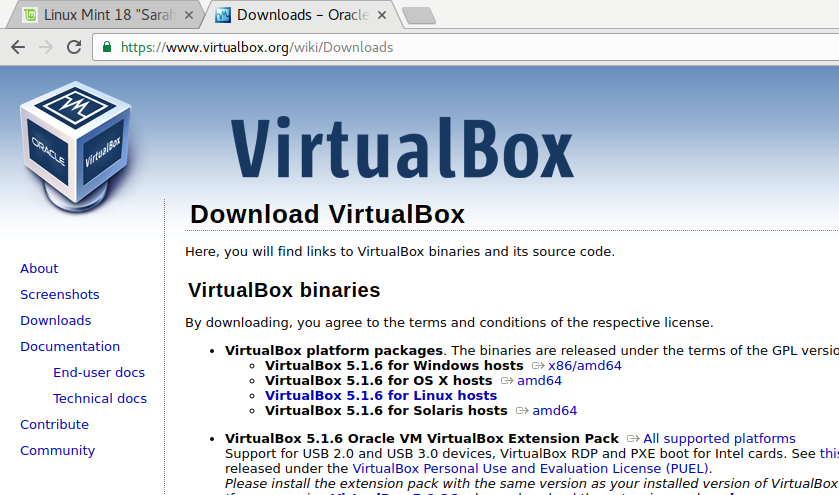 Linux Mint 18 "Sarah
Downloads – Oracle
https://www.virtualbox.org/wiki/Downloads
ORACLE
VirtualBox
VirtualBox
Download VirtualBox
Here, you will find links to VirtualBox binaries and its source code.
About
Screenshots
Downloads
Documentation
End-user docs
Technical docs
Contribute
Community
VirtualBox binaries
By downloading, you agree to the terms and conditions of the respective license.
• VirtualBox platform packages. The binaries are released under the terms of the GPL versio
VirtualBox 5.1.6 for Windows hosts x86/amd64
VirtualBox 5.1.6 for OS X hosts amd64
VirtualBox 5.1.6 for Linux hosts
VirtualBox 5.1.6 for Solaris hosts amd64
• VirtualBox 5.1.6 Oracle VM VirtualBox Extension Pack All supported platforms
Support for USB 2.0 and USB 3.0 devices, VirtualBox RDP and PXE boot for Intel cards. See this
released under the VirtualBox Personal Use and Evaluation License (PUEL).
Please install the extension pack with the same version as your installed version of VirtualBox